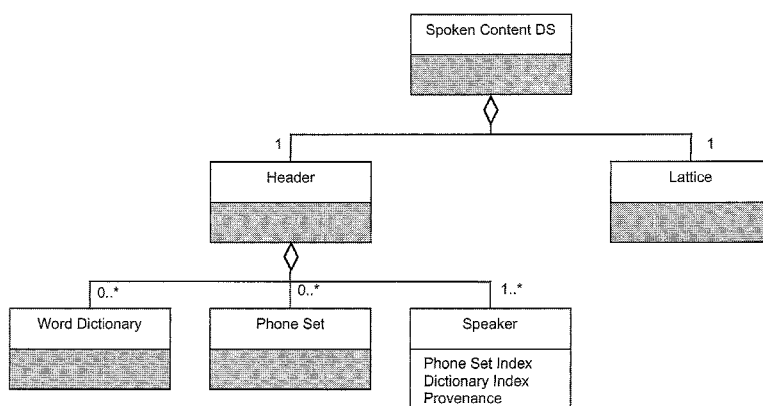 Spoken Content DS
1
1
Header
Lattice
0..*
0..*
1..*
Word Dictionary
Phone Set
Speaker
Phone Set Index
Dictionary Index
Provenance